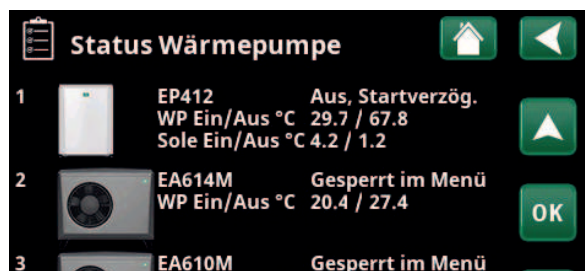 Status Wärmepumpe
1 EP412 Aus, Startverzög.
WP Ein/Aus °C 29.7 / 67.8
Sole Ein/Aus °C 4.2 / 1.2
2 EA614M Gesperrt im Menü
WP Ein/Aus °C 20.4 / 27.4
OK
3 EA610M Gesperrt im Menü